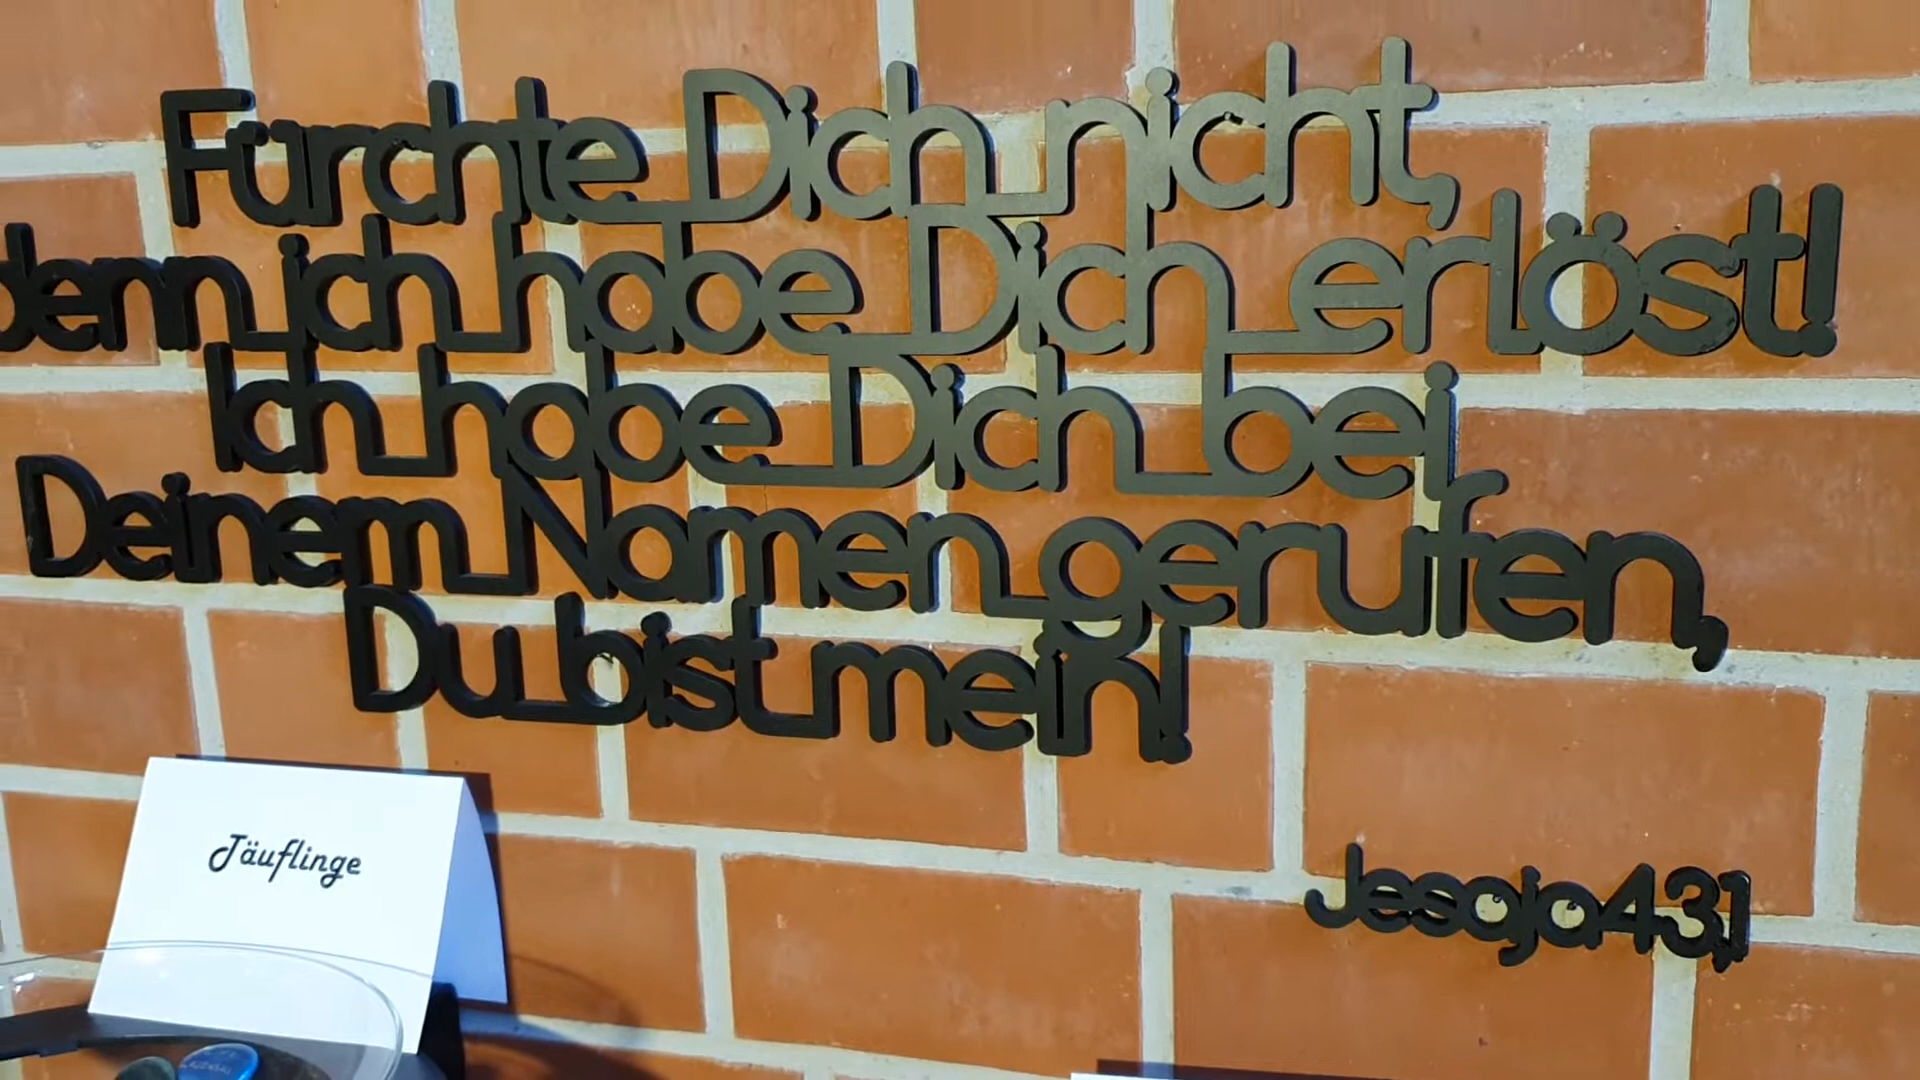 Fürchte Dich nicht,
denn ich habe Dich erlöst!
Ich habe Dich bei
Deinem Namen gerufen,
Du bist mein!
Jesaja 43,1
Täuflinge